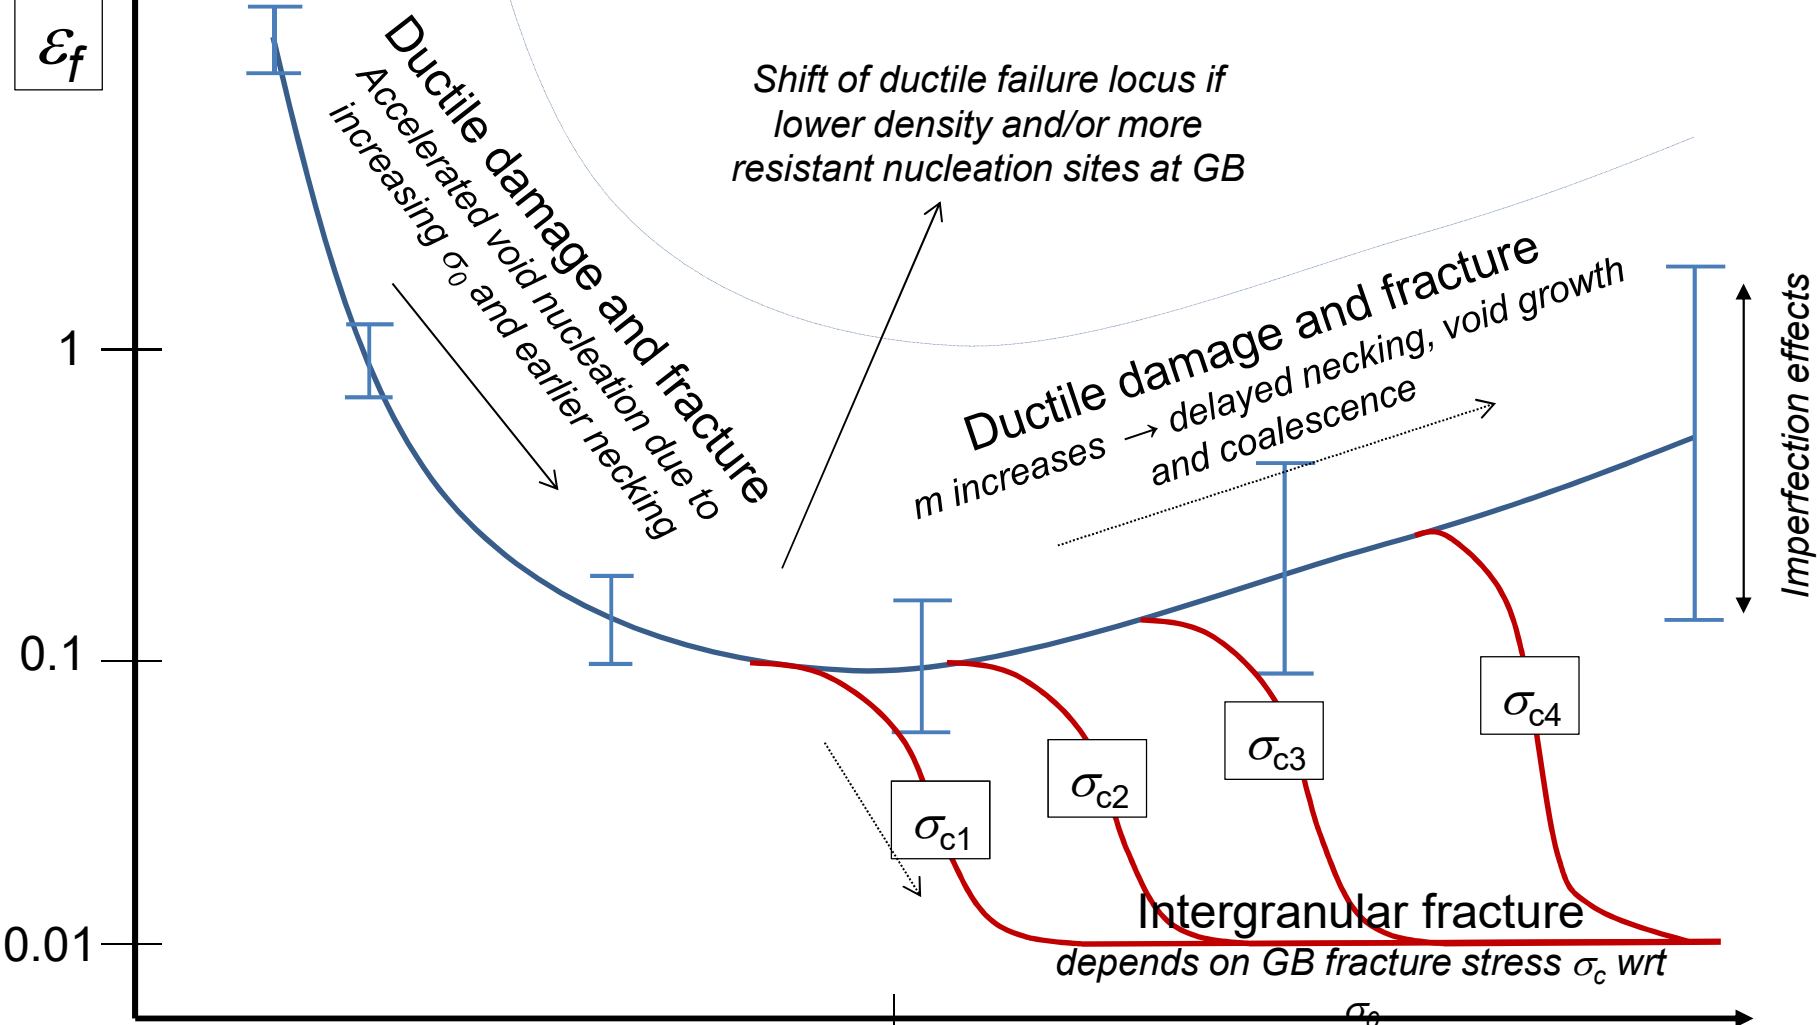 εf
Ductile damage and fracture
Accelerated void nucleation due to
increasing σ0 and earlier necking
Shift of ductile failure locus if
lower density and/or more
resistant nucleation sites at GB
Ductile damage and fracture
m increases → delayed necking, void growth
and coalescence
Imperfection effects
1
0.1
0.01
σc1
σc2
σc3
σc4
Intergranular fracture
depends on GB fracture stress σc wrt
σ0